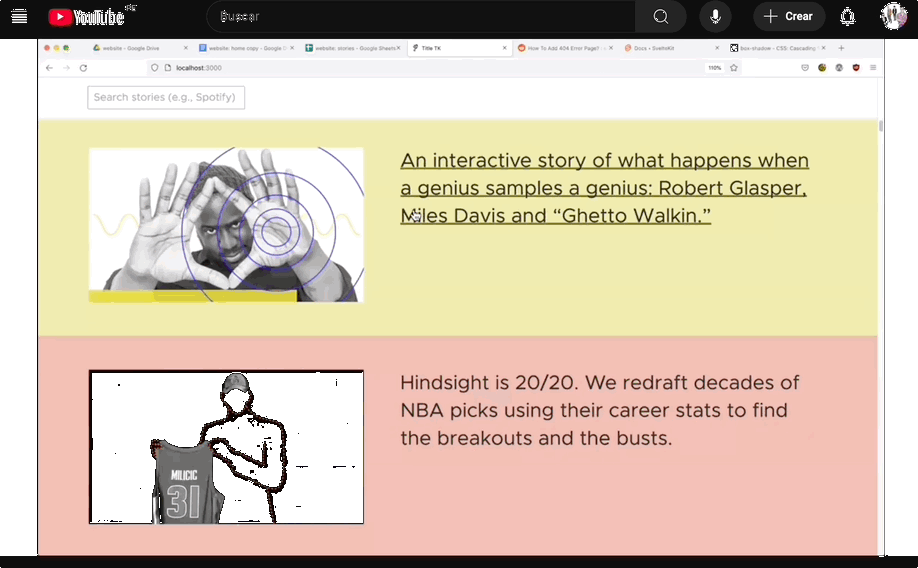 YouTube
Buscar
Crear
website - Google Drive
website: home copy - Google D
website: stories - Google Sheets
Title TK
How To Add 404 Error Page?
Docs • SvelteKit
box-shadow - CSS: Cascading
localhost:3000
110%
Search stories (e.g., Spotify)
An interactive story of what happens when
a genius samples a genius: Robert Glasper,
Miles Davis and “Ghetto Walkin.”
Hindsight is 20/20. We redraft decades of
NBA picks using their career stats to find
the breakouts and the busts.
MILICIC
31